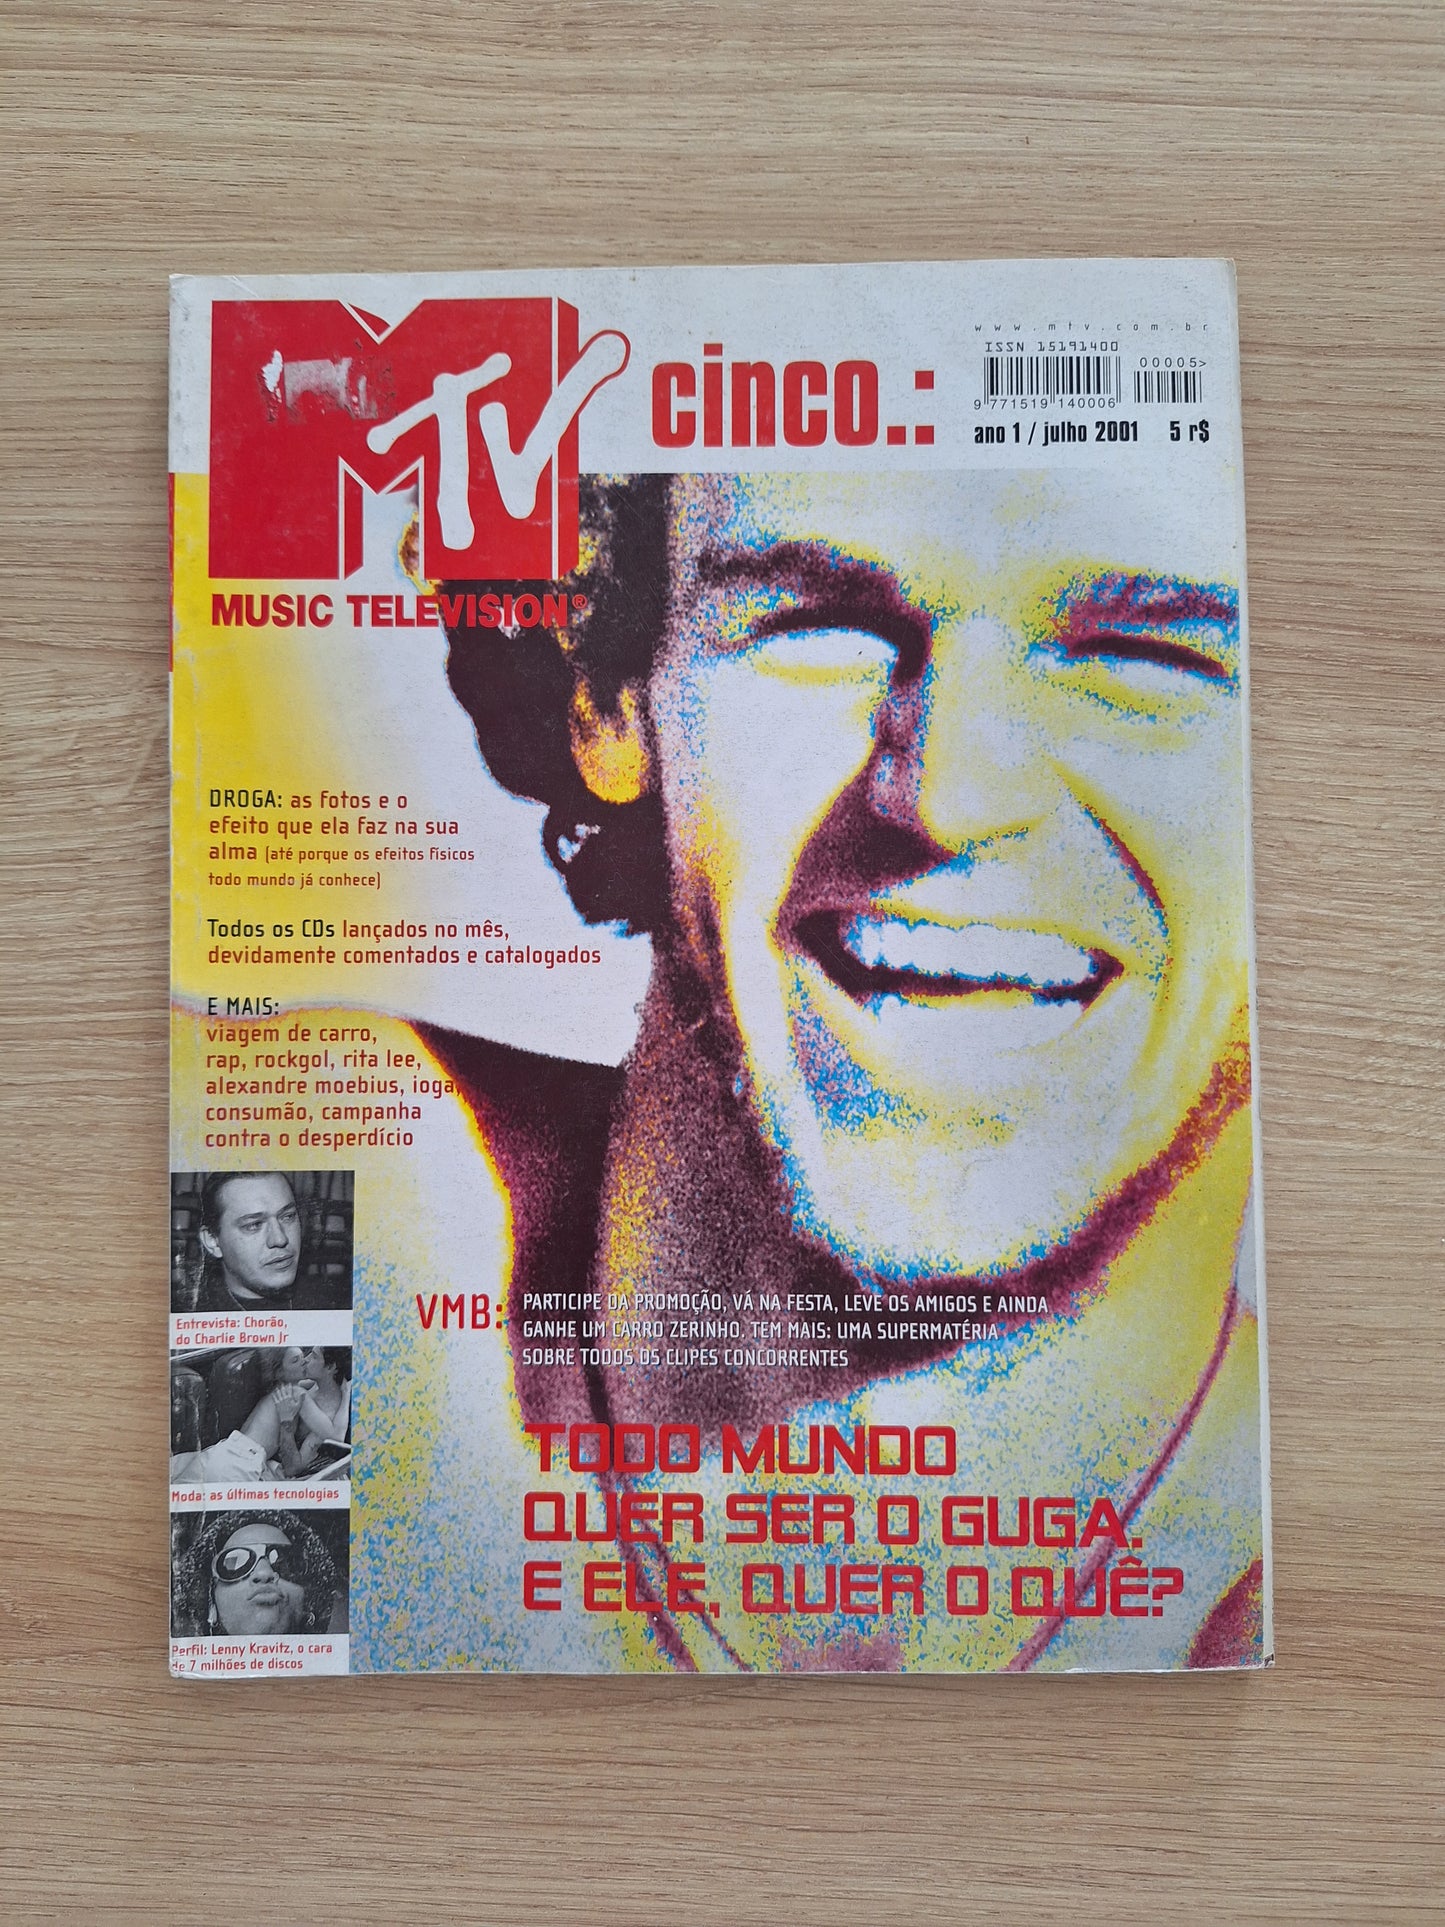 MTV
MUSIC TELEVISION®
cinco.:
www.mtv.com.br
ISSN 15191400
00005>
9 771519 140006
ano 1 / julho 2001 5 r$
DROGA: as fotos e o
efeito que ela faz na sua
alma (até porque os efeitos físicos
todo mundo já conhece)
Todos os CDs lançados no mês,
devidamente comentados e catalogados
E MAIS:
viagem de carro,
rap, rockgol, rita lee,
alexandre moebius, ioga,
consumão, campanha
contra o desperdício
Entrevista: Chorão,
do Charlie Brown Jr
Moda: as últimas tecnologias
Perfil: Lenny Kravitz, o cara
de 7 milhões de discos
VMB: PARTICIPE DA PROMOÇÃO, VÁ NA FESTA, LEVE OS AMIGOS E AINDA
GANHE UM CARRO ZERINHO. TEM MAIS: UMA SUPERMATÉRIA
SOBRE TODOS OS CLIPES CONCORRENTES
TODO MUNDO
QUER SER O GUGA.
E ELE, QUER O QUÊ?